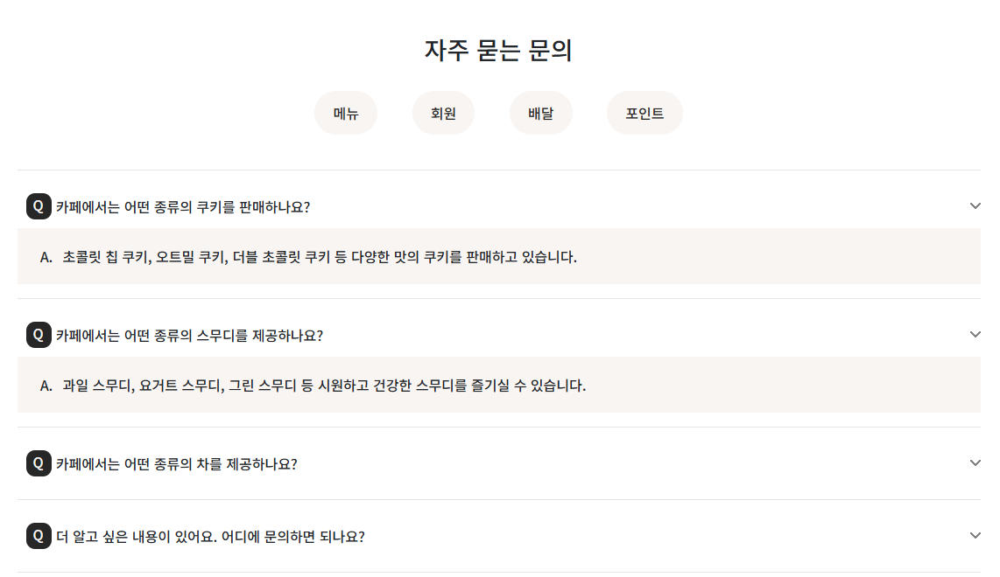 자주 묻는 문의
메뉴 회원 배달 포인트
Q 카페에서는 어떤 종류의 쿠키를 판매하나요?
A. 초콜릿 칩 쿠키, 오트밀 쿠키, 더블 초콜릿 쿠키 등 다양한 맛의 쿠키를 판매하고 있습니다.
Q 카페에서는 어떤 종류의 스무디를 제공하나요?
A. 과일 스무디, 요거트 스무디, 그린 스무디 등 시원하고 건강한 스무디를 즐기실 수 있습니다.
Q 카페에서는 어떤 종류의 차를 제공하나요?
Q 더 알고 싶은 내용이 있어요. 어디에 문의하면 되나요?